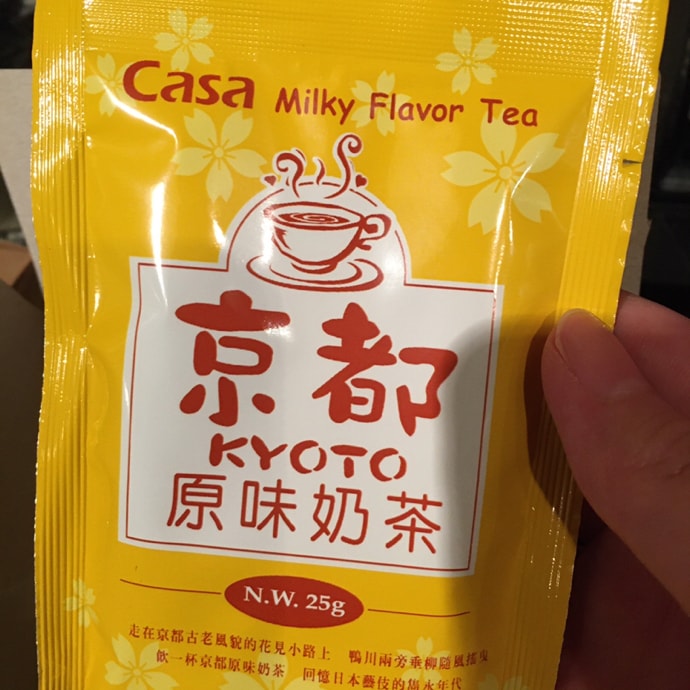 Casa Milky Flavor Tea
京都
KYOTO
原味奶茶
N.W. 25g
走在京都古老風貌的花見小路上 鴨川兩旁垂柳隨風搖曳
飲一杯京都原味奶茶 回憶日本藝伎的雋永年代